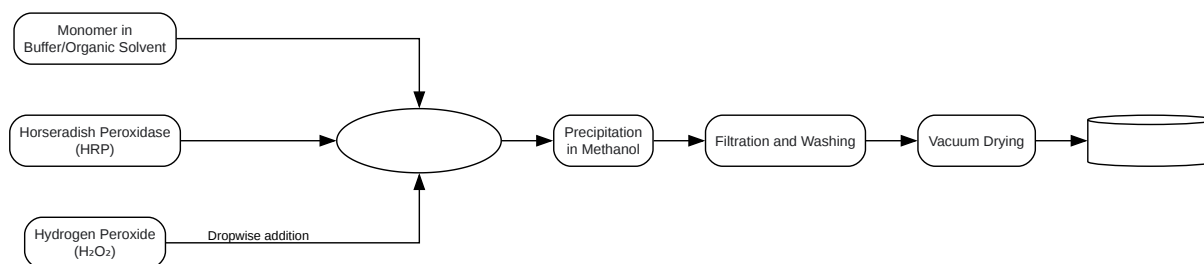 Monomer in
Buffer/Organic Solvent
Horseradish Peroxidase
(HRP)
Precipitation
in Methanol
Filtration and Washing
Vacuum Drying
Hydrogen Peroxide
(H₂O₂)
Dropwise addition